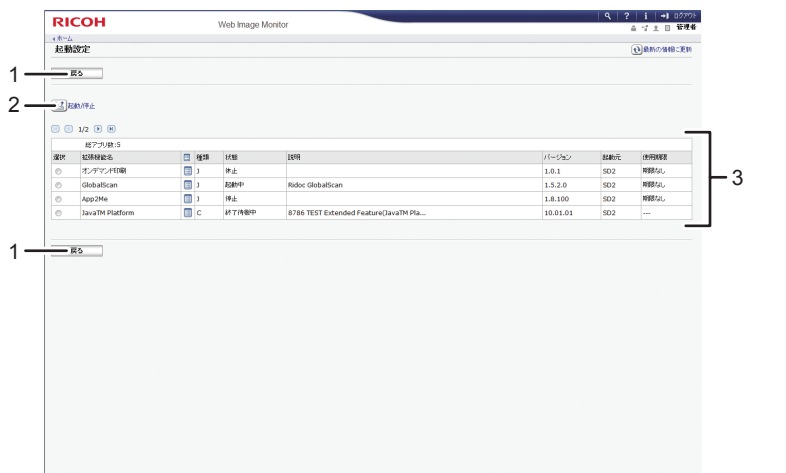 RICOH
Web Image Monitor
ログアウト
管理者
ホーム
起動設定
最新の情報に更新
1
戻る
2
起動/停止
1/2
総アプリ数:5
選択 拡張機能名 種類 状態 説明 バージョン 起動元 使用期限
オンデマンドPDF印刷 J 休止 1.0.1 SD2 期限なし
GlobalScan J 起動中 Ridoc GlobalScan 1.5.2.0 SD2 期限なし
App2Me J 停止 1.8.100 SD2 期限なし
JavaTM Platform C 終了待機中 8786 TEST Extended Feature(JavaTM Pla... 10.01.01 SD2 ---
3
1
戻る